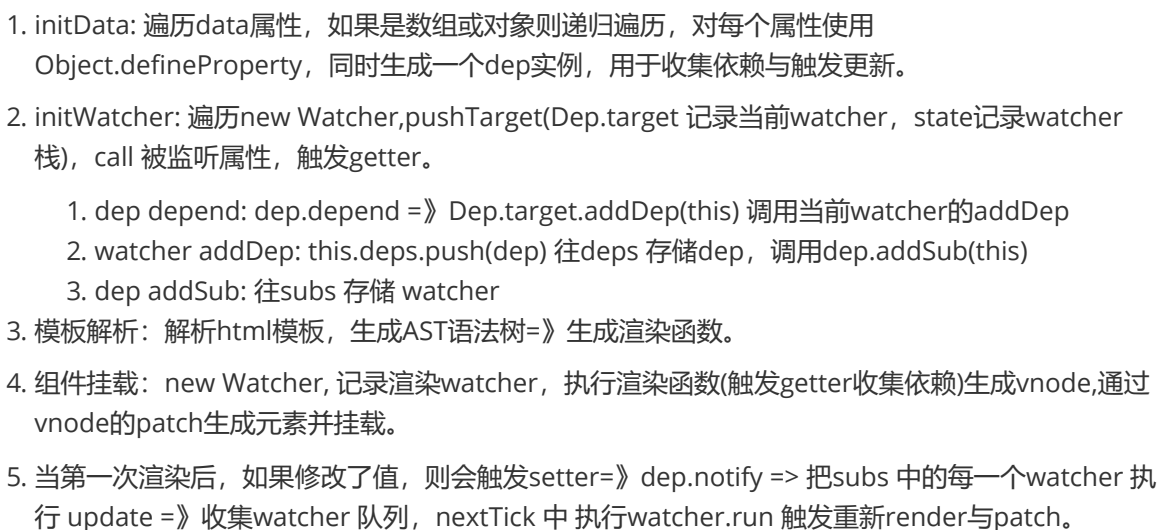 1. initData: 遍历data属性，如果是数组或对象则递归遍历，对每个属性使用
Object.defineProperty，同时生成一个dep实例，用于收集依赖与触发更新。
2. initWatcher: 遍历new Watcher,pushTarget(Dep.target 记录当前watcher，state记录watcher
栈)，call 被监听属性，触发getter。
1. dep depend: dep.depend =》Dep.target.addDep(this) 调用当前watcher的addDep
2. watcher addDep: this.deps.push(dep) 往deps 存储dep，调用dep.addSub(this)
3. dep addSub: 往subs 存储 watcher
3. 模板解析：解析html模板，生成AST语法树=》生成渲染函数。
4. 组件挂载：new Watcher, 记录渲染watcher，执行渲染函数(触发getter收集依赖)生成vnode,通过
vnode的patch生成元素并挂载。
5. 当第一次渲染后，如果修改了值，则会触发setter=》dep.notify => 把subs 中的每一个watcher 执
行 update =》收集watcher 队列，nextTick 中 执行watcher.run 触发重新render与patch。